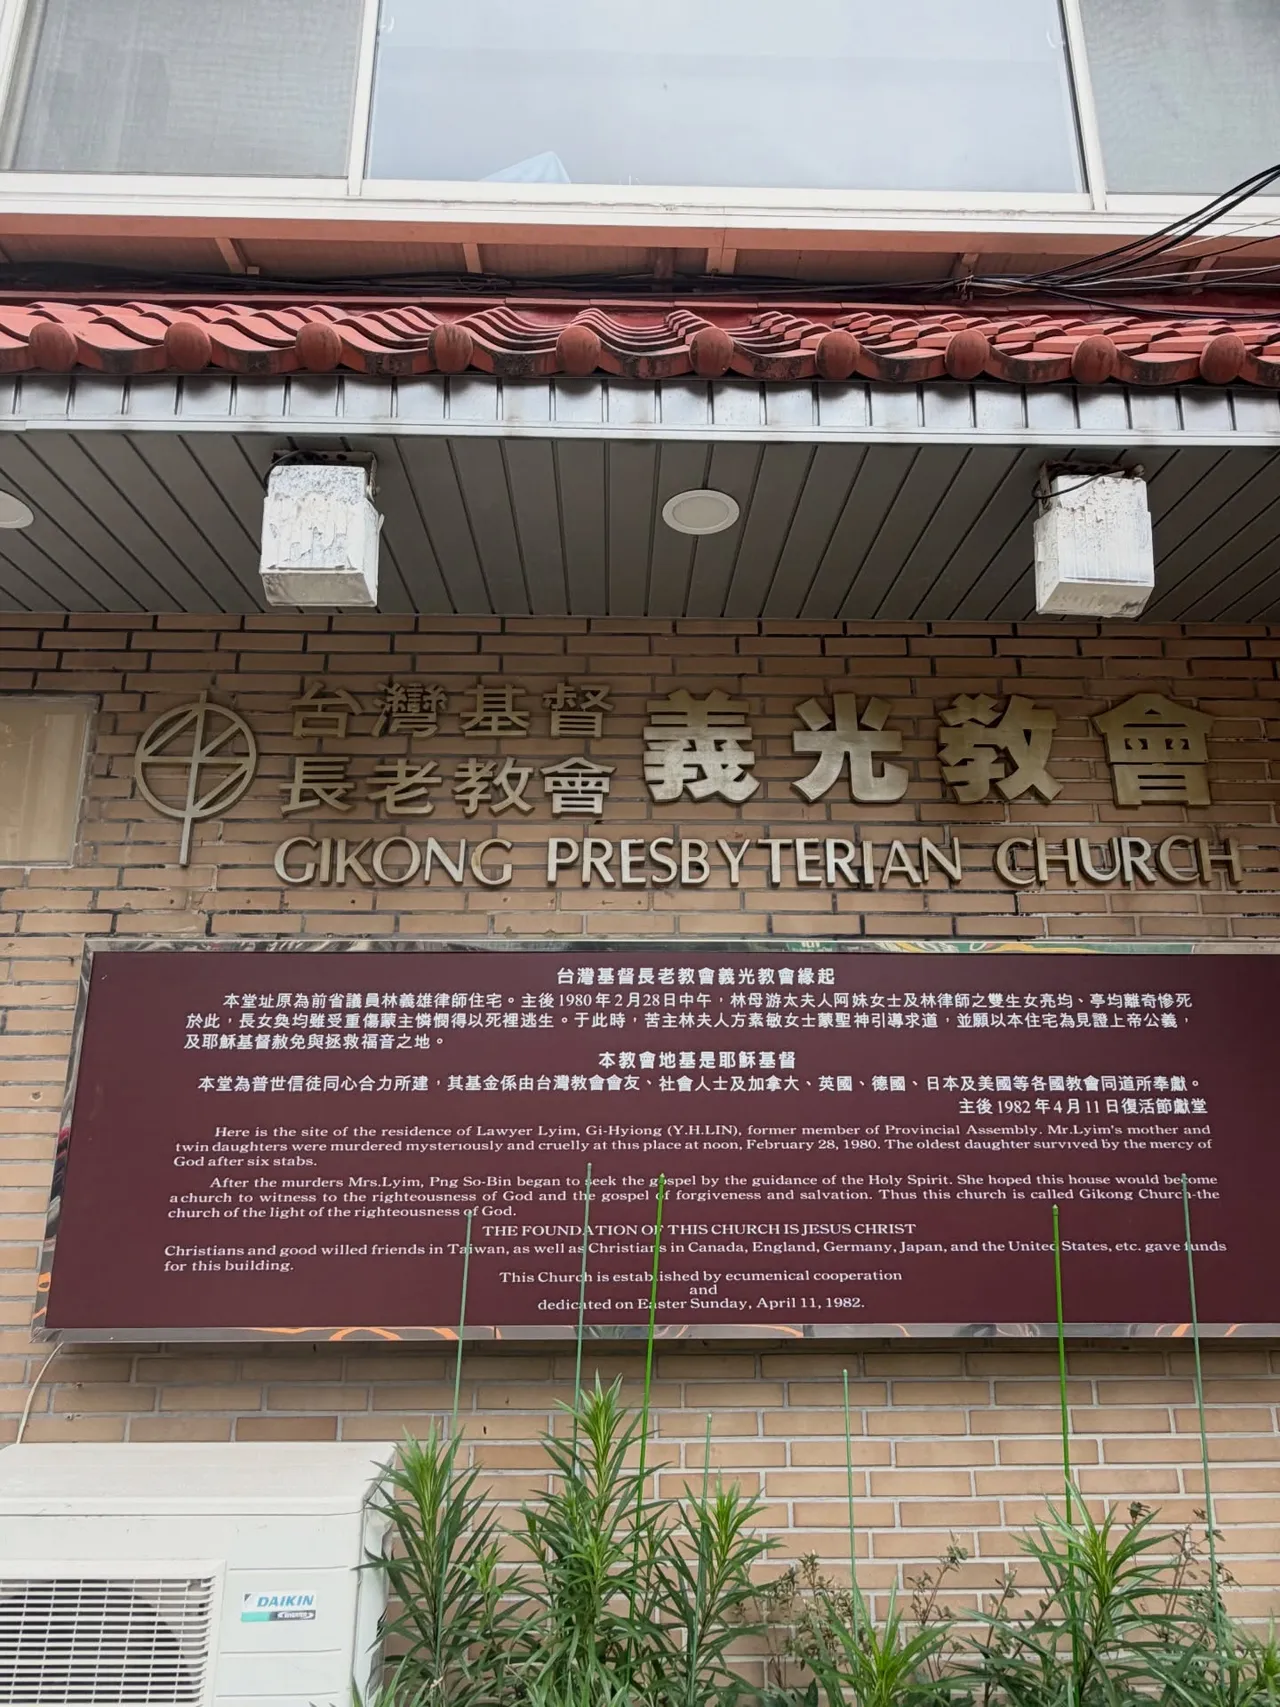 台灣基督
長老教會
義光教會
GIKONG PRESBYTERIAN CHURCH
台灣基督長老教會義光教會緣起
本堂址原為前省議員林義雄律師住宅。主後1980年2月28日中午，林母游太夫人阿妹女士及林律師之雙生女亮均、亭均離奇慘死
於此，長女奐均雖受重傷蒙主憐憫得以死裡逃生。于此時，苦主林夫人方素敏女士蒙聖神引導求道，並願以本住宅為見證上帝公義，
及耶穌基督赦免與拯救福音之地。
本教會地基是耶穌基督
本堂為普世信徒同心合力所建，其基金係由台灣教會會友、社會人士及加拿大、英國、德國、日本及美國等各國教會同道所奉獻。
主後1982年4月11日復活節獻堂
Here is the site of the residence of Lawyer Lyim, Gi-Hyiong (Y.H.LIN), former member of Provincial Assembly. Mr.Lyim's mother and
twin daughters were murdered mysteriously and cruelly at this place at noon, February 28, 1980. The oldest daughter survived by the mercy of
God after six stabs.
After the murders Mrs.Lyim, Png So-Bin began to seek the gospel by the guidance of the Holy Spirit. She hoped this house would become
a church to witness to the righteousness of God and the gospel of forgiveness and salvation. Thus this church is called Gikong Church-the
church of the light of the righteousness of God.
THE FOUNDATION OF THIS CHURCH IS JESUS CHRIST
Christians and good willed friends in Taiwan, as well as Christians in Canada, England, Germany, Japan, and the United States, etc. gave funds
for this building.
This Church is established by ecumenical cooperation
and
dedicated on Easter Sunday, April 11, 1982.
DAIKIN
INVERTER